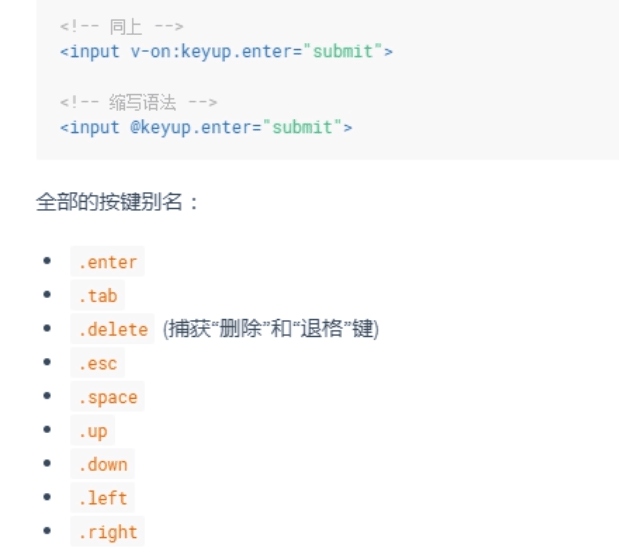 <!-- 同上 -->
<input v-on:keyup.enter="submit">
<!-- 缩写语法 -->
<input @keyup.enter="submit">
全部的按键别名：
.enter
.tab
.delete (捕获“删除”和“退格”键)
.esc
.space
.up
.down
.left
.right